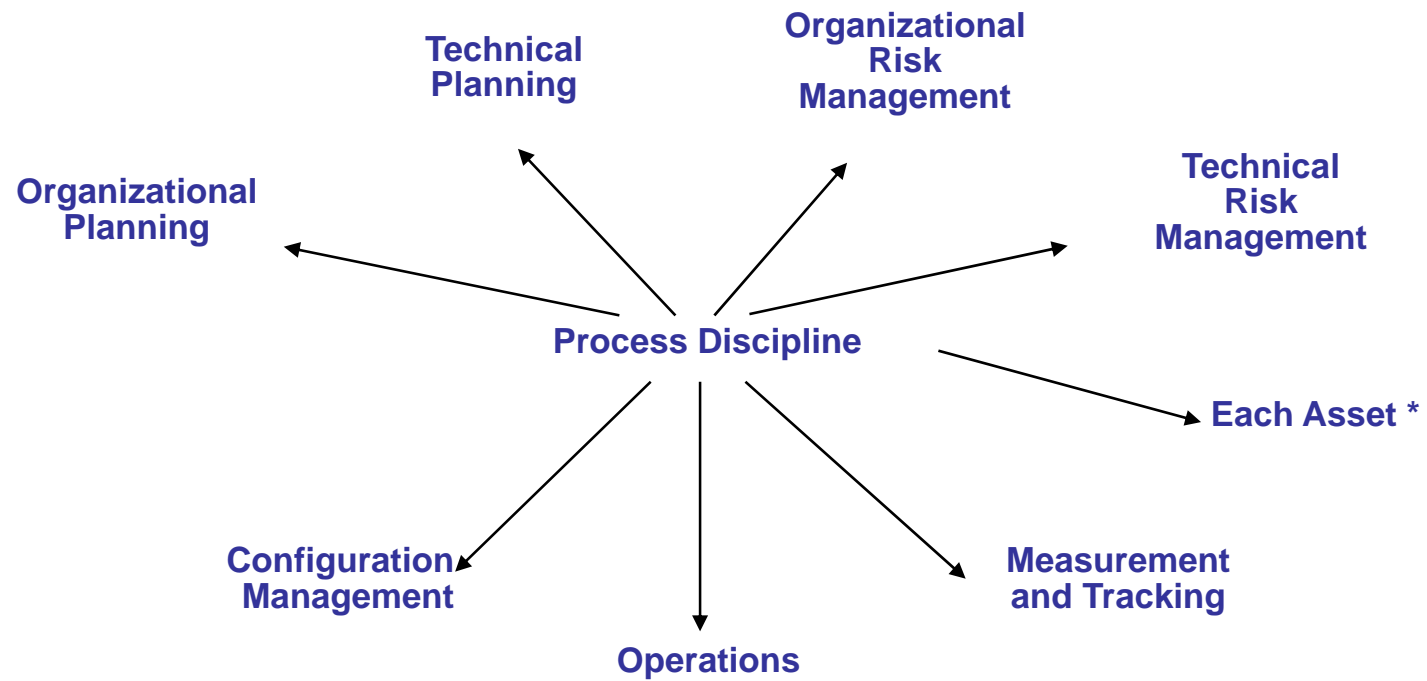 Technical
Planning
Organizational
Risk
Management
Organizational
Planning
Technical
Risk
Management
Process Discipline
Each Asset *
Configuration
Management
Measurement
and Tracking
Operations